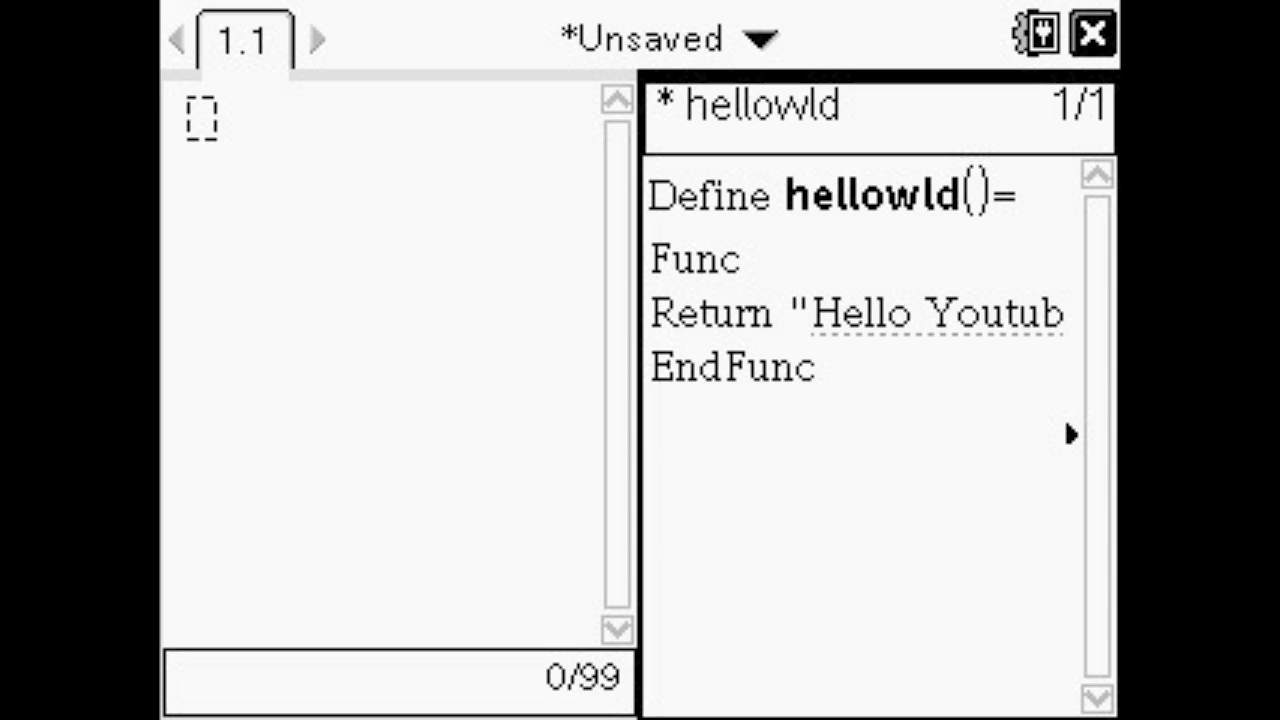 1.1
*Unsaved
* hellowld 1/1
Define hellowld()=
Func
Return "Hello Youtub
EndFunc
0/99